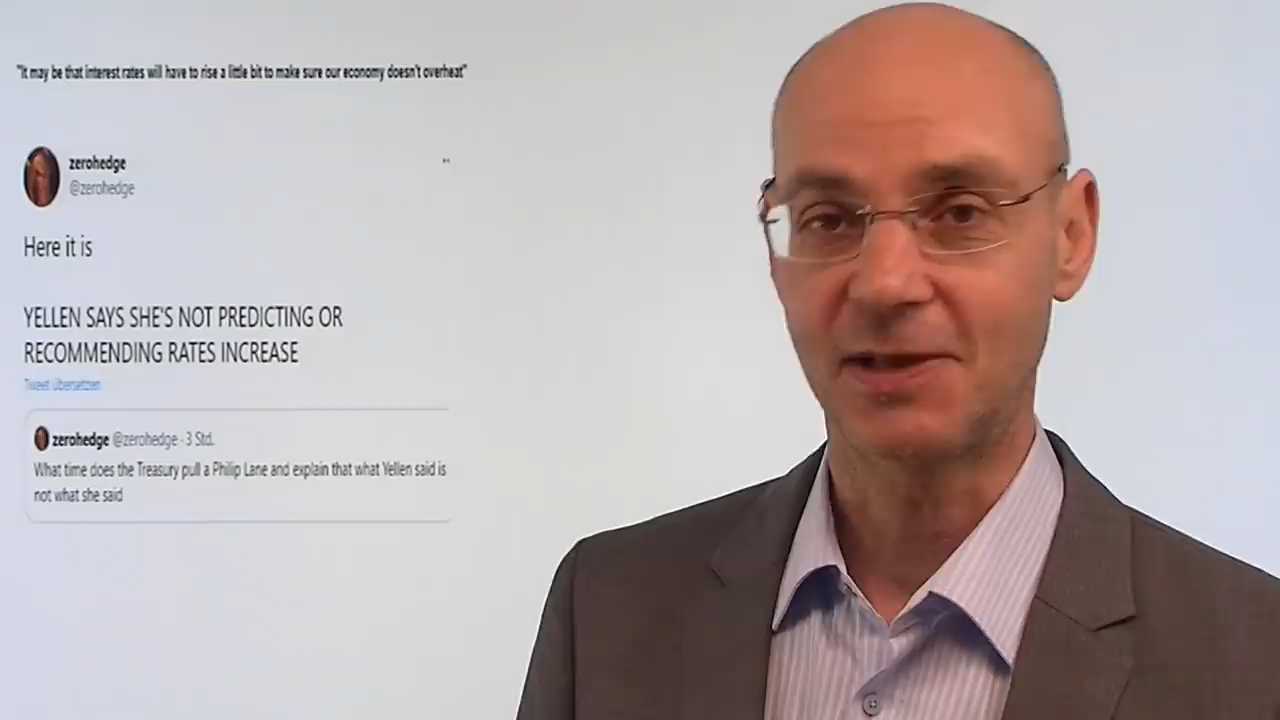 "It may be that interest rates will have to rise a little bit to make sure our economy doesn't overheat"
zerohedge
@zerohedge
Here it is
YELLEN SAYS SHE'S NOT PREDICTING OR
RECOMMENDING RATES INCREASE
Tweet übersetzen
zerohedge @zerohedge · 3 Std.
What time does the Treasury pull a Philip Lane and explain that what Yellen said is
not what she said